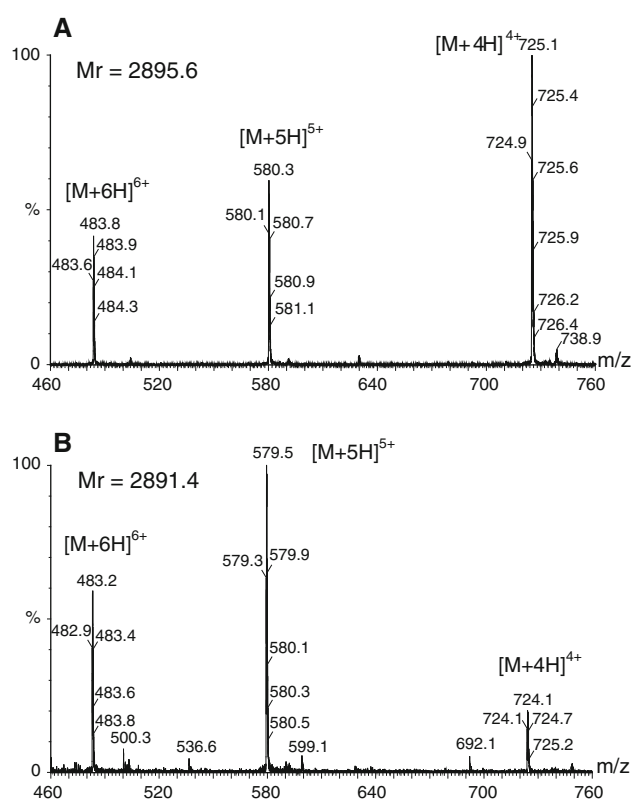 A
[M+4H]4+ 725.1
100
Mr = 2895.6
725.4
[M+5H]5+
724.9
580.3
725.6
[M+6H]6+
%
580.1 580.7
483.8
483.9
725.9
483.6
484.1
580.9
484.3
581.1
726.2
726.4
738.9
0
m/z
460 520 580 640 700 760
B
579.5 [M+5H]5+
100
Mr = 2891.4
[M+6H]6+
579.3 579.9
483.2
%
482.9 483.4
580.1
[M+4H]4+
483.6
580.3
724.1
483.8
580.5
724.1 724.7
500.3
536.6
599.1
692.1
725.2
0
m/z
460 520 580 640 700 760